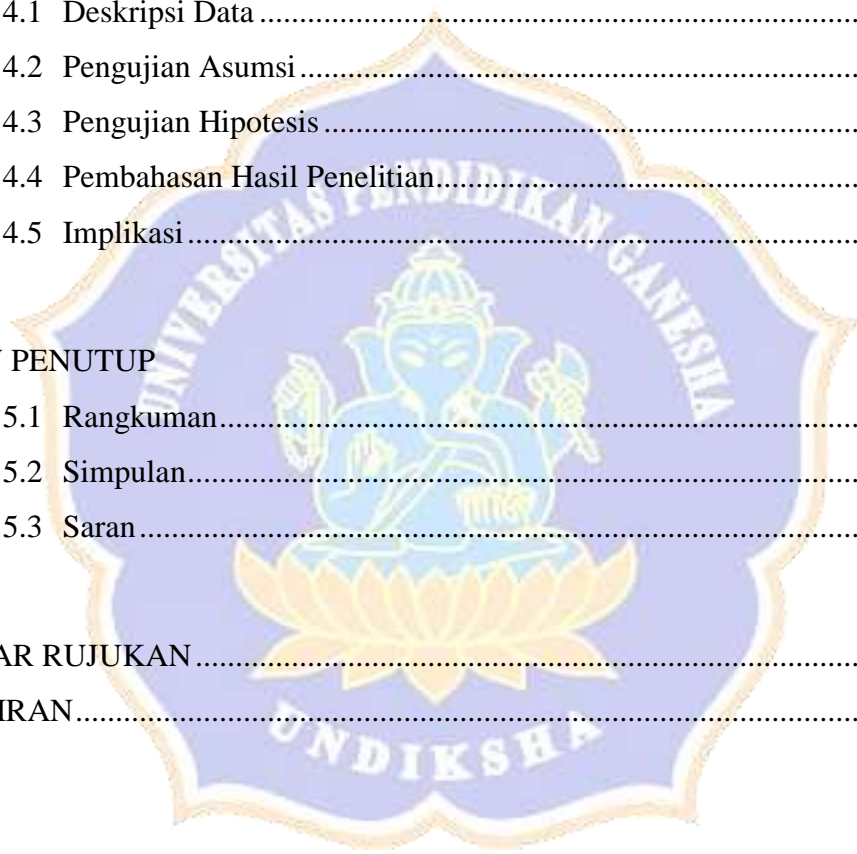 4.1 Deskripsi Data ........................................................................
4.2 Pengujian Asumsi ........................................................................
4.3 Pengujian Hipotesis ........................................................................
4.4 Pembahasan Hasil Penelitian ........................................................................
4.5 Implikasi ........................................................................
PENUTUP
5.1 Rangkuman ........................................................................
5.2 Simpulan ........................................................................
5.3 Saran ........................................................................
AR RUJUKAN ........................................................................
IRAN ........................................................................
UNIVERSITAS PENDIDIKAN GANESHA
UNDIKSHA